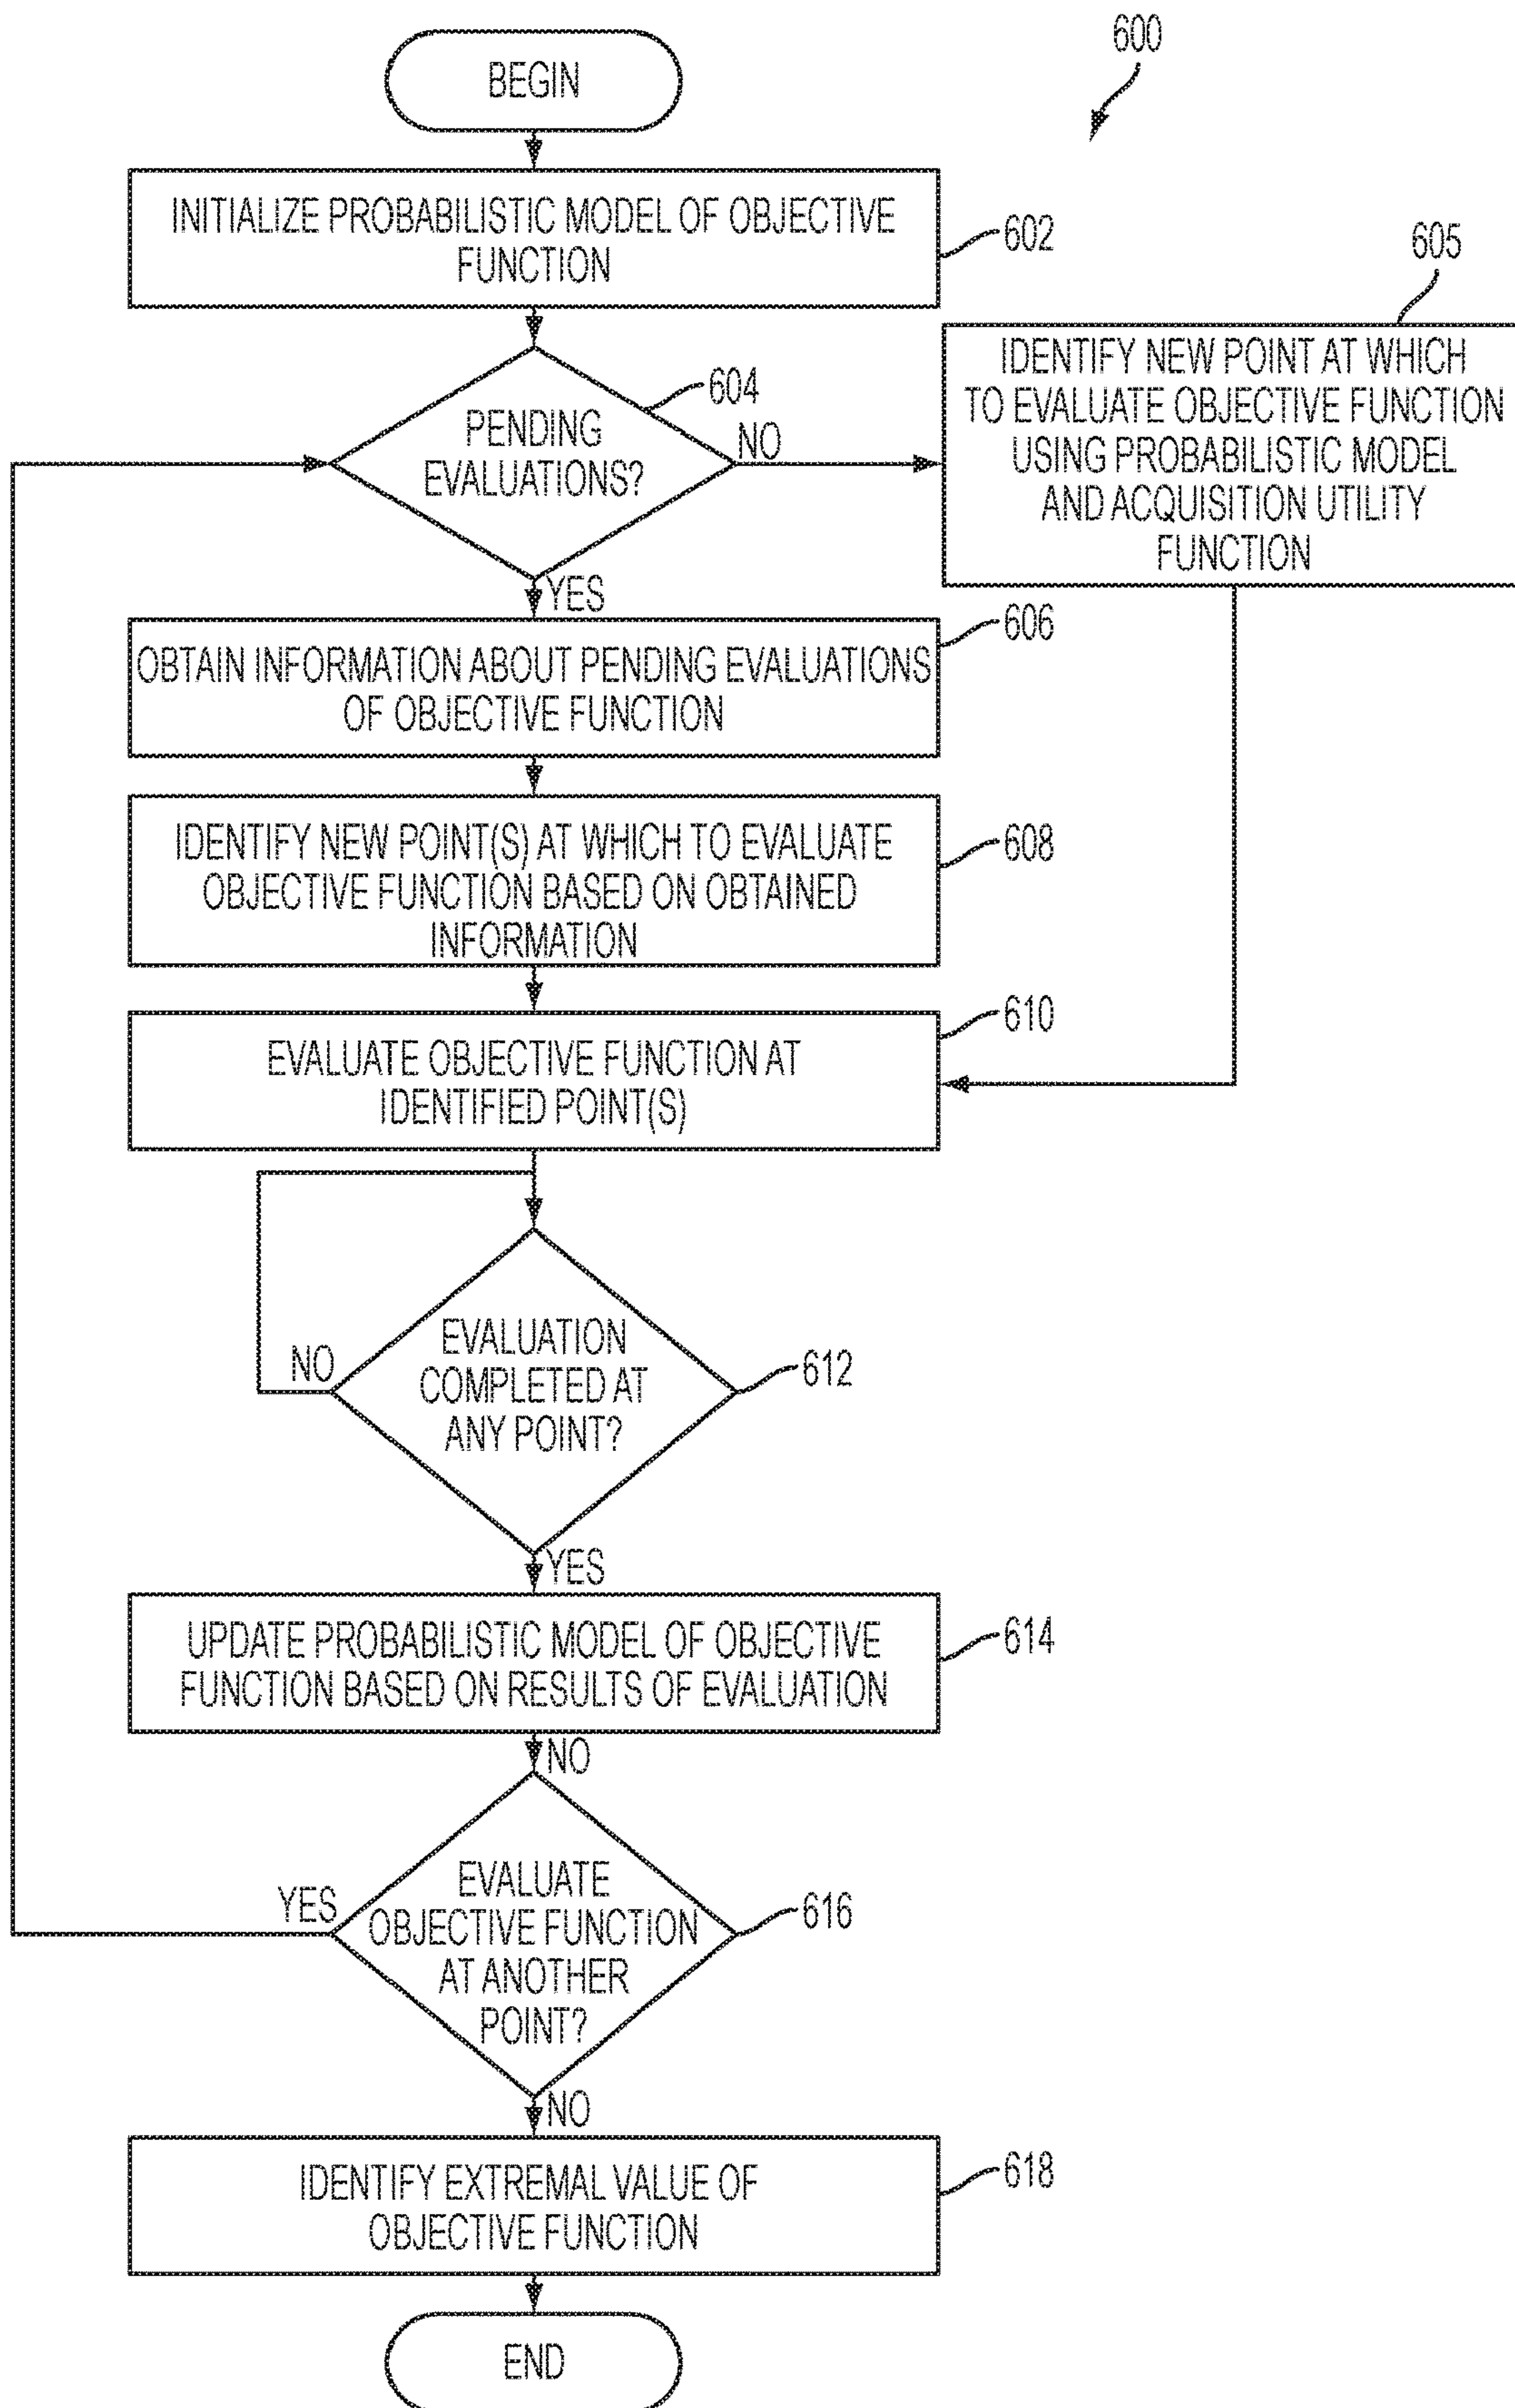 600
BEGIN
INITIALIZE PROBABILISTIC MODEL OF OBJECTIVE
FUNCTION
602
605
IDENTIFY NEW POINT AT WHICH
TO EVALUATE OBJECTIVE FUNCTION
USING PROBABILISTIC MODEL
AND ACQUISITION UTILITY
FUNCTION
604
PENDING
EVALUATIONS?
NO
YES
606
OBTAIN INFORMATION ABOUT PENDING EVALUATIONS
OF OBJECTIVE FUNCTION
608
IDENTIFY NEW POINT(S) AT WHICH TO EVALUATE
OBJECTIVE FUNCTION BASED ON OBTAINED
INFORMATION
610
EVALUATE OBJECTIVE FUNCTION AT
IDENTIFIED POINT(S)
NO
EVALUATION
COMPLETED AT
ANY POINT?
612
YES
UPDATE PROBABILISTIC MODEL OF OBJECTIVE
FUNCTION BASED ON RESULTS OF EVALUATION
614
NO
YES
EVALUATE
OBJECTIVE FUNCTION
AT ANOTHER
POINT?
616
NO
IDENTIFY EXTREMAL VALUE OF
OBJECTIVE FUNCTION
618
END